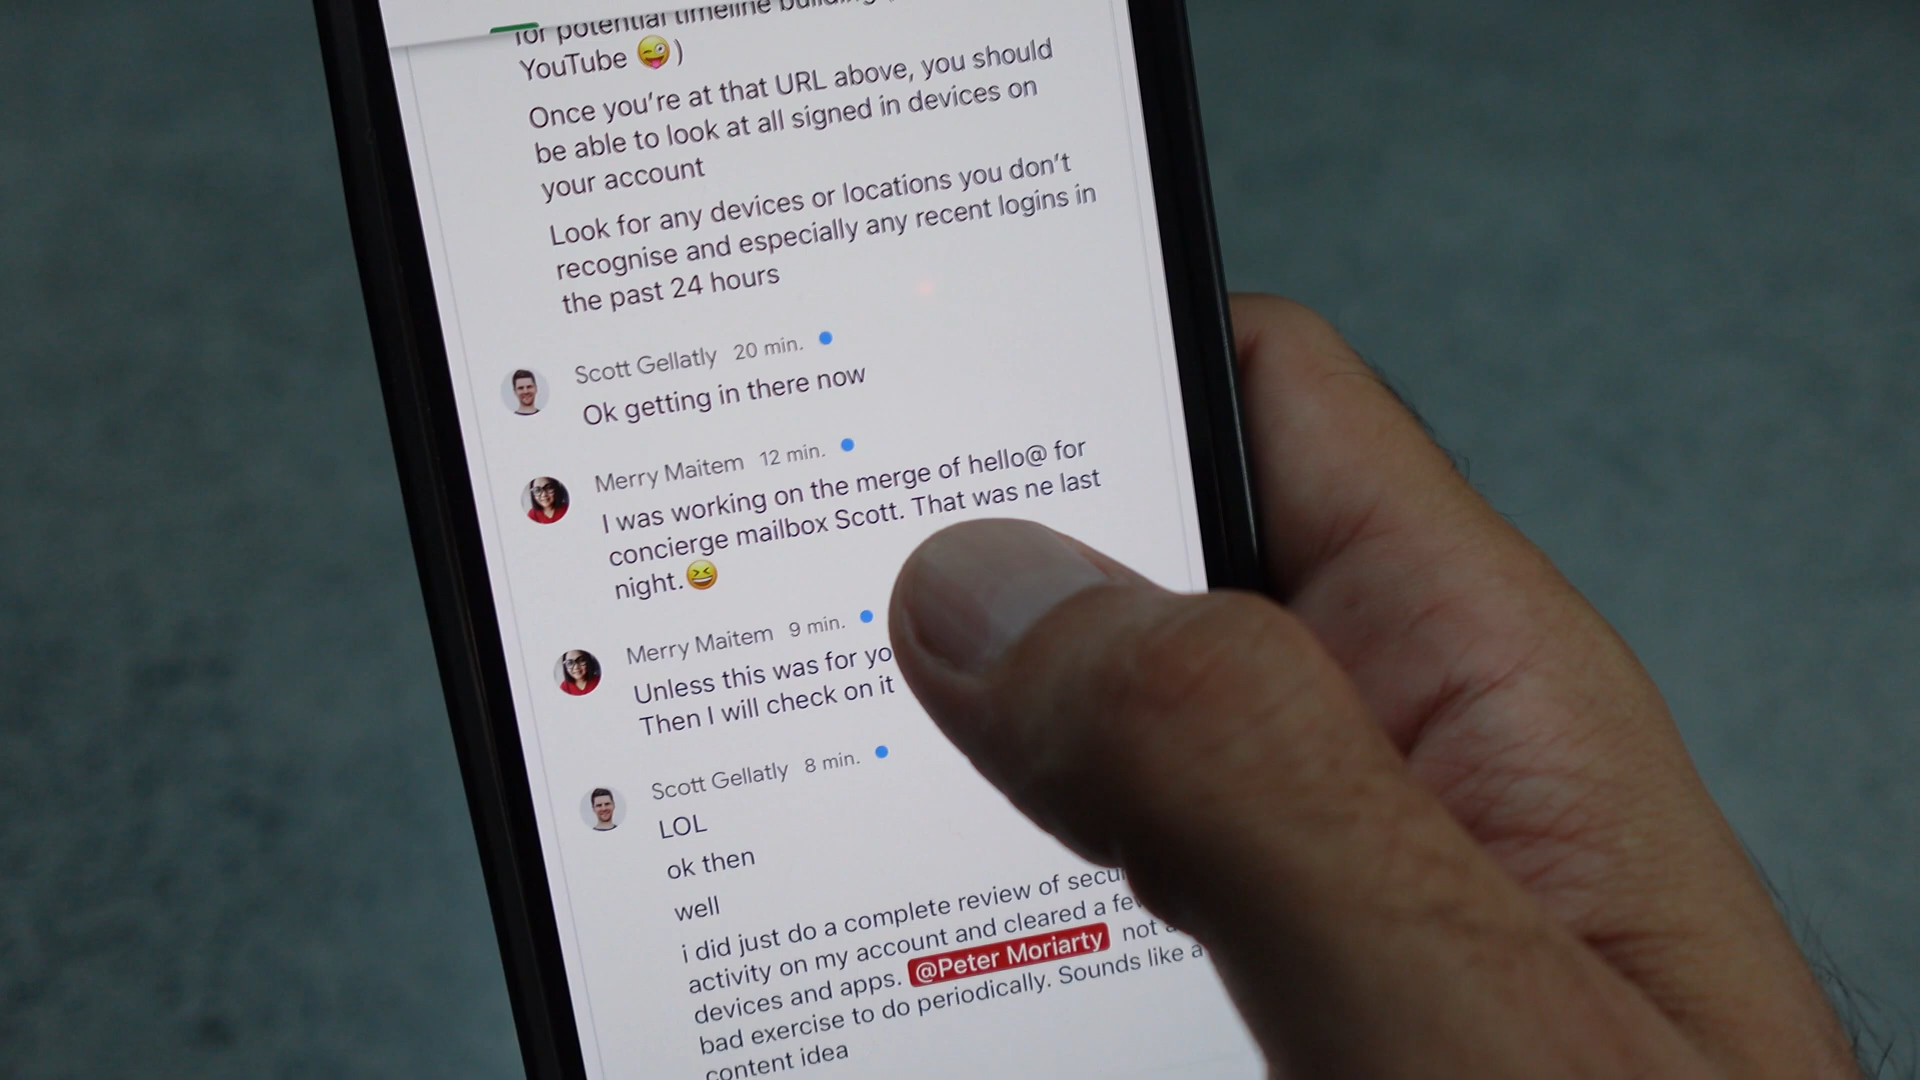 for potential timeline building
YouTube 😜)
Once you're at that URL above, you should
be able to look at all signed in devices on
your account
Look for any devices or locations you don't
recognise and especially any recent logins in
the past 24 hours
Scott Gellatly 20 min.
Ok getting in there now
Merry Maitem 12 min.
I was working on the merge of hello@ for
concierge mailbox Scott. That was ne last
night.😆
Merry Maitem 9 min.
Unless this was for yo
Then I will check on it
Scott Gellatly 8 min.
LOL
ok then
well
i did just do a complete review of secu
activity on my account and cleared a few
devices and apps. @Peter Moriarty not a
bad exercise to do periodically. Sounds like a
content idea